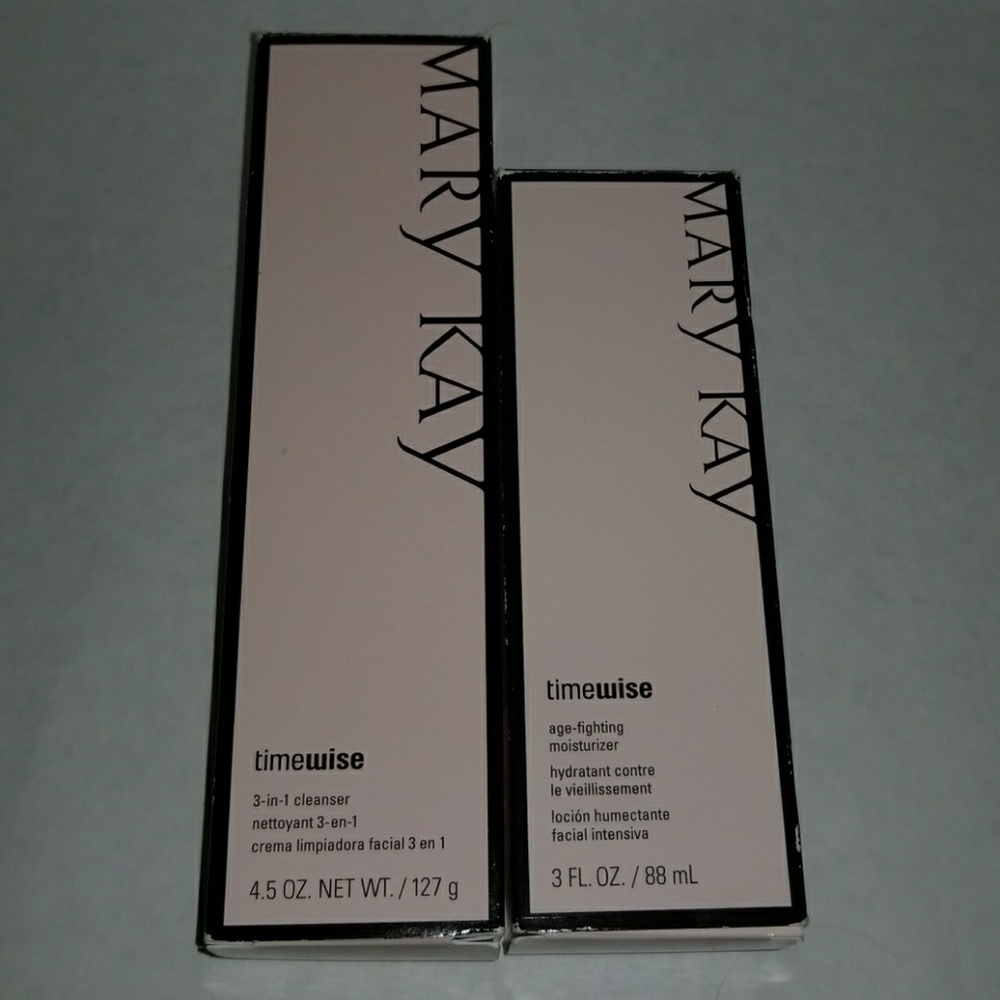 MARY KAY
timewise
3-in-1 cleanser
nettoyant 3-en-1
crema limpiadora facial 3 en 1
4.5 OZ. NET WT. / 127 g
MARY KAY
timewise
age-fighting
moisturizer
hydratant contre
le vieillissement
loción humectante
facial intensiva
3 FL. OZ. / 88 mL